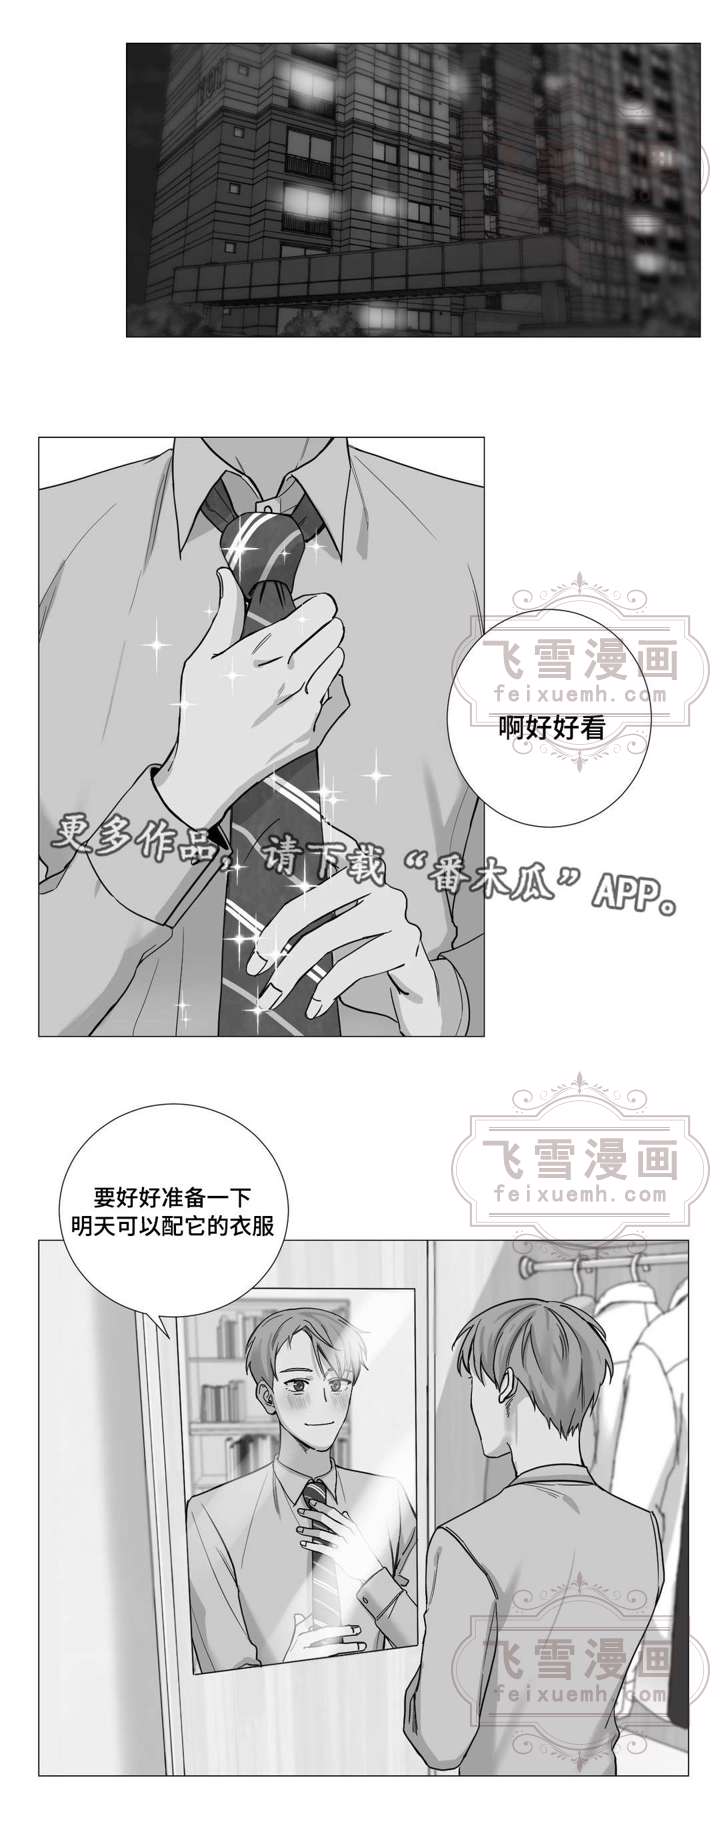 飞雪漫画
feixuemh.com
啊好好看
更多作品，请下载“番木瓜”APP。
飞雪漫画
feixuemh.com
要好好准备一下
明天可以配它的衣服
飞雪漫画
feixuemh.com